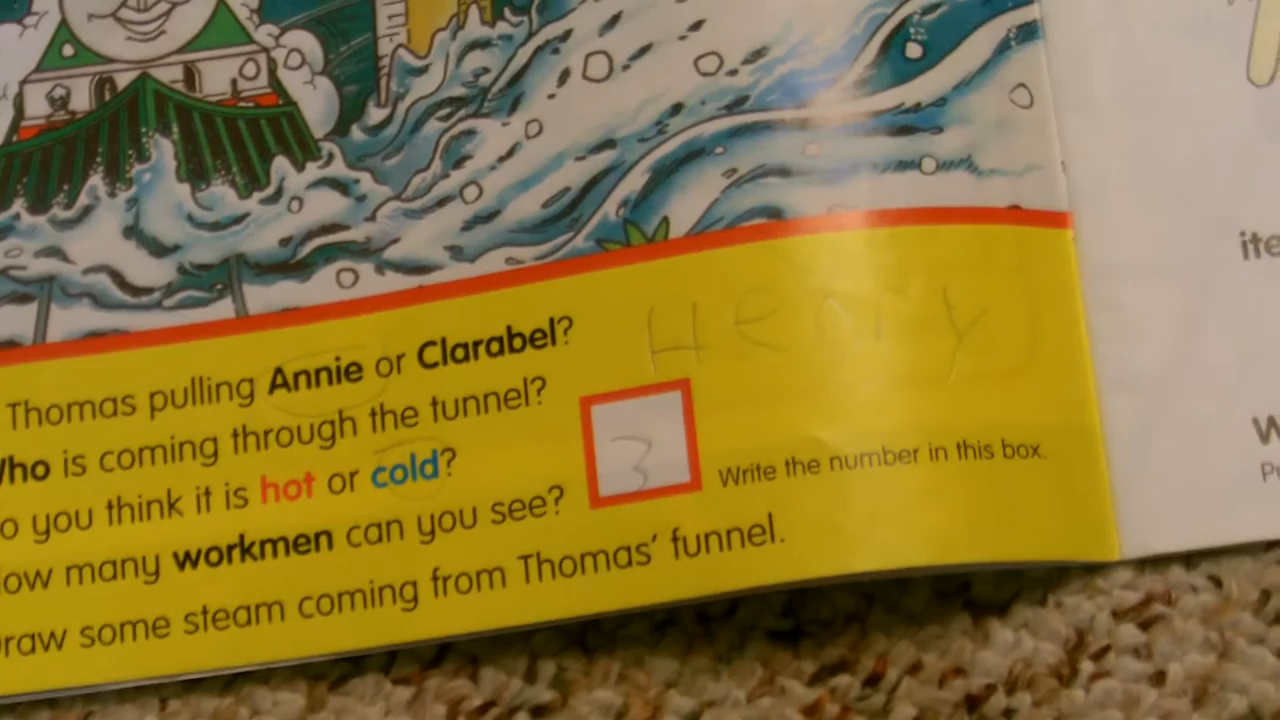 Thomas pulling Annie or Clarabel?
Henry
Who is coming through the tunnel?
o you think it is hot or cold?
3
Write the number in this box.
ow many workmen can you see?
raw some steam coming from Thomas’ funnel.
ite
W